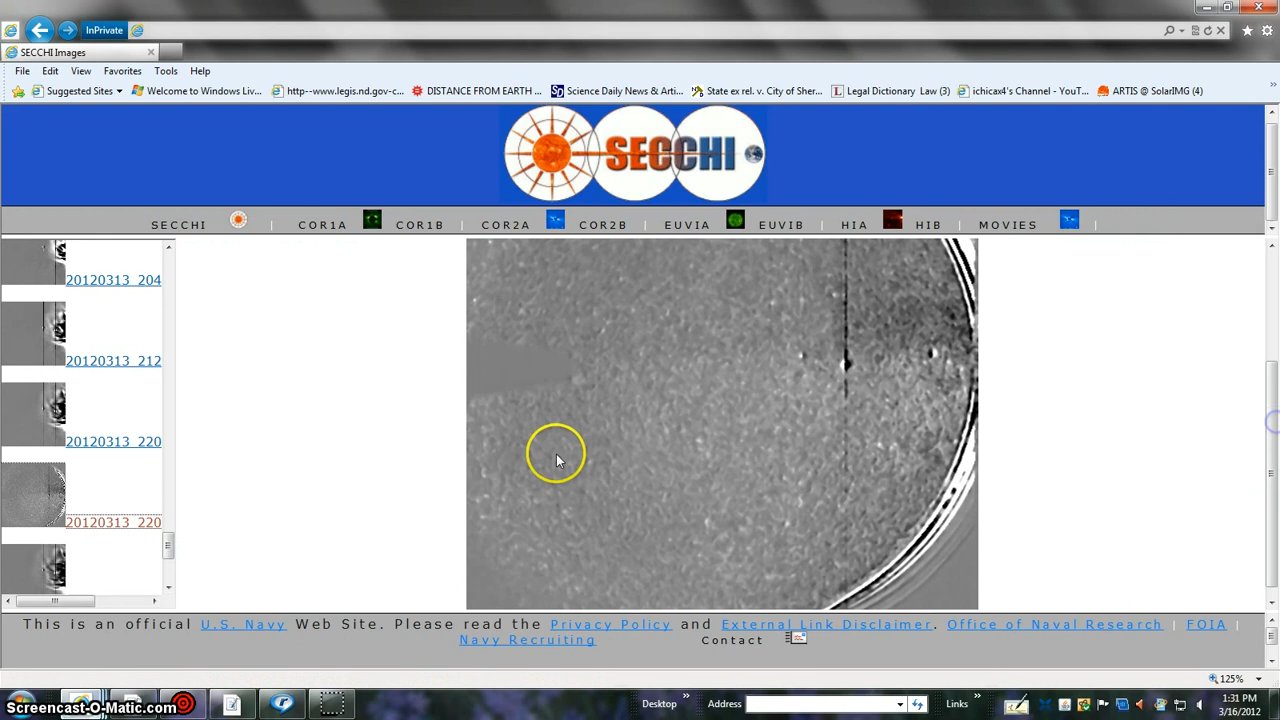 InPrivate
SECCHI Images
File Edit View Favorites Tools Help
Suggested Sites Welcome to Windows Liv... http--www.legis.nd.gov-c... DISTANCE FROM EARTH ... Science Daily News & Arti... State ex rel. v. City of Sher... Legal Dictionary Law (3) ichicax4's Channel - YouT... ARTIS @ SolarIMG (4)
SECCHI
SECCHI | COR1A COR1B | COR2A COR2B | EUVIA EUVIB | HIA HIB | MOVIES |
20120313_204
20120313_212
20120313_220
20120313_220
This is an official U.S. Navy Web Site. Please read the Privacy Policy and External Link Disclaimer. Office of Naval Research | FOIA |
Navy Recruiting Contact
125%
Desktop Address Links 1:31 PM
3/16/2012
Screencast-O-Matic.com